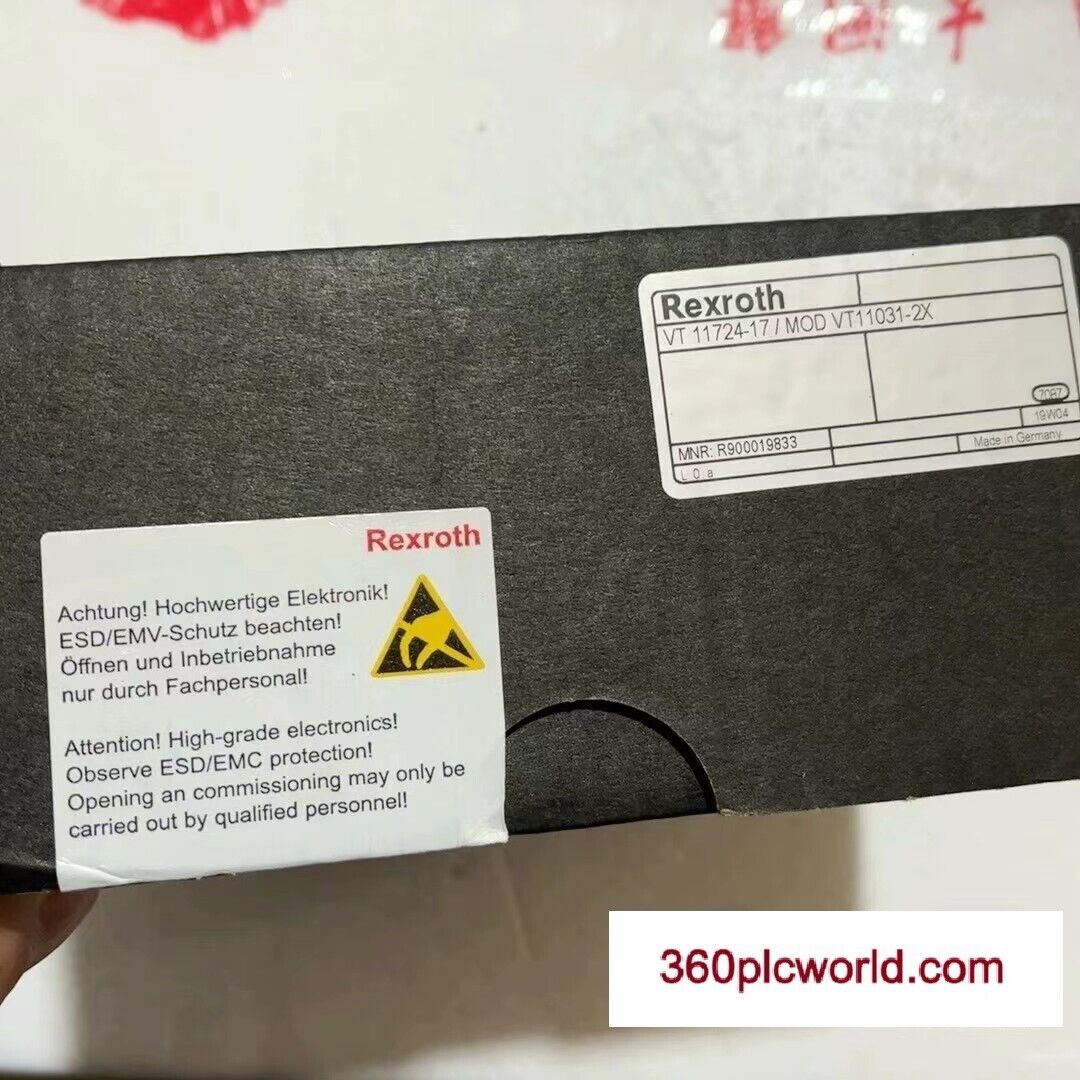 Rexroth
VT 11724-17 / MOD VT11031-2X
7087
19W04
MNR: R900019833
Made in Germany
L 0 a
Rexroth
Achtung! Hochwertige Elektronik!
ESD/EMV-Schutz beachten!
Öffnen und Inbetriebnahme
nur durch Fachpersonal!
Attention! High-grade electronics!
Observe ESD/EMC protection!
Opening an commissioning may only be
carried out by qualified personnel!
360plcworld.com